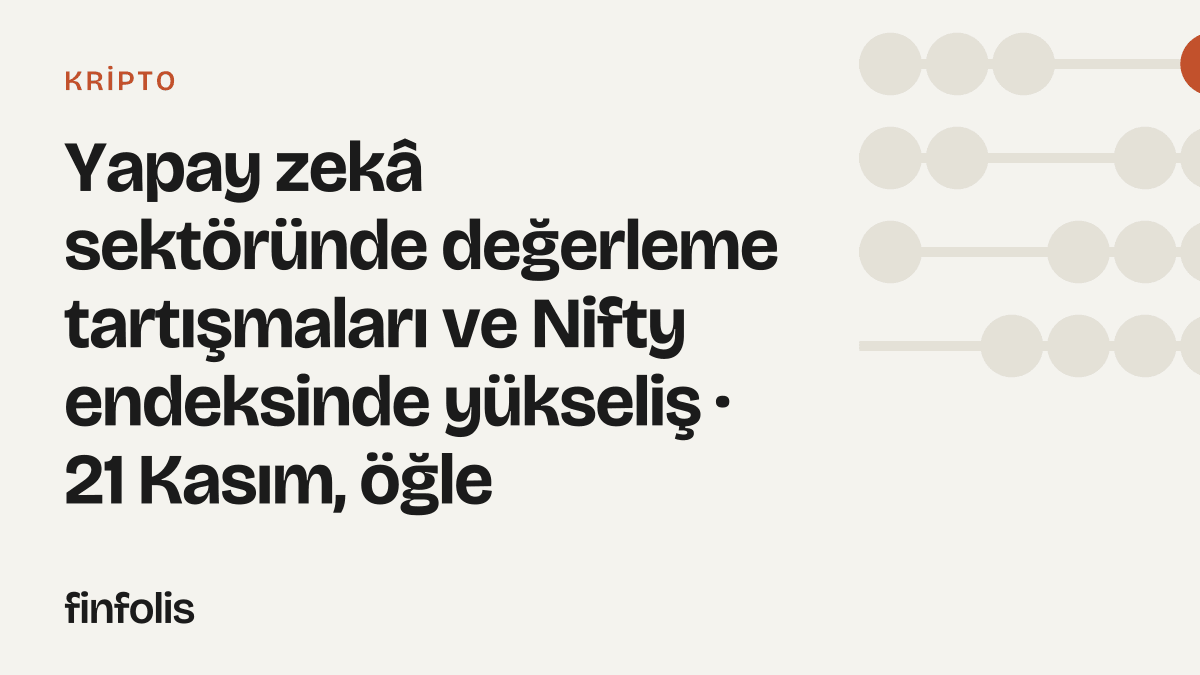 KRİPTO
Yapay zekâ
sektöründe değerleme
tartışmaları ve Nifty
endeksinde yükseliş ·
21 Kasım, öğle
finfolis